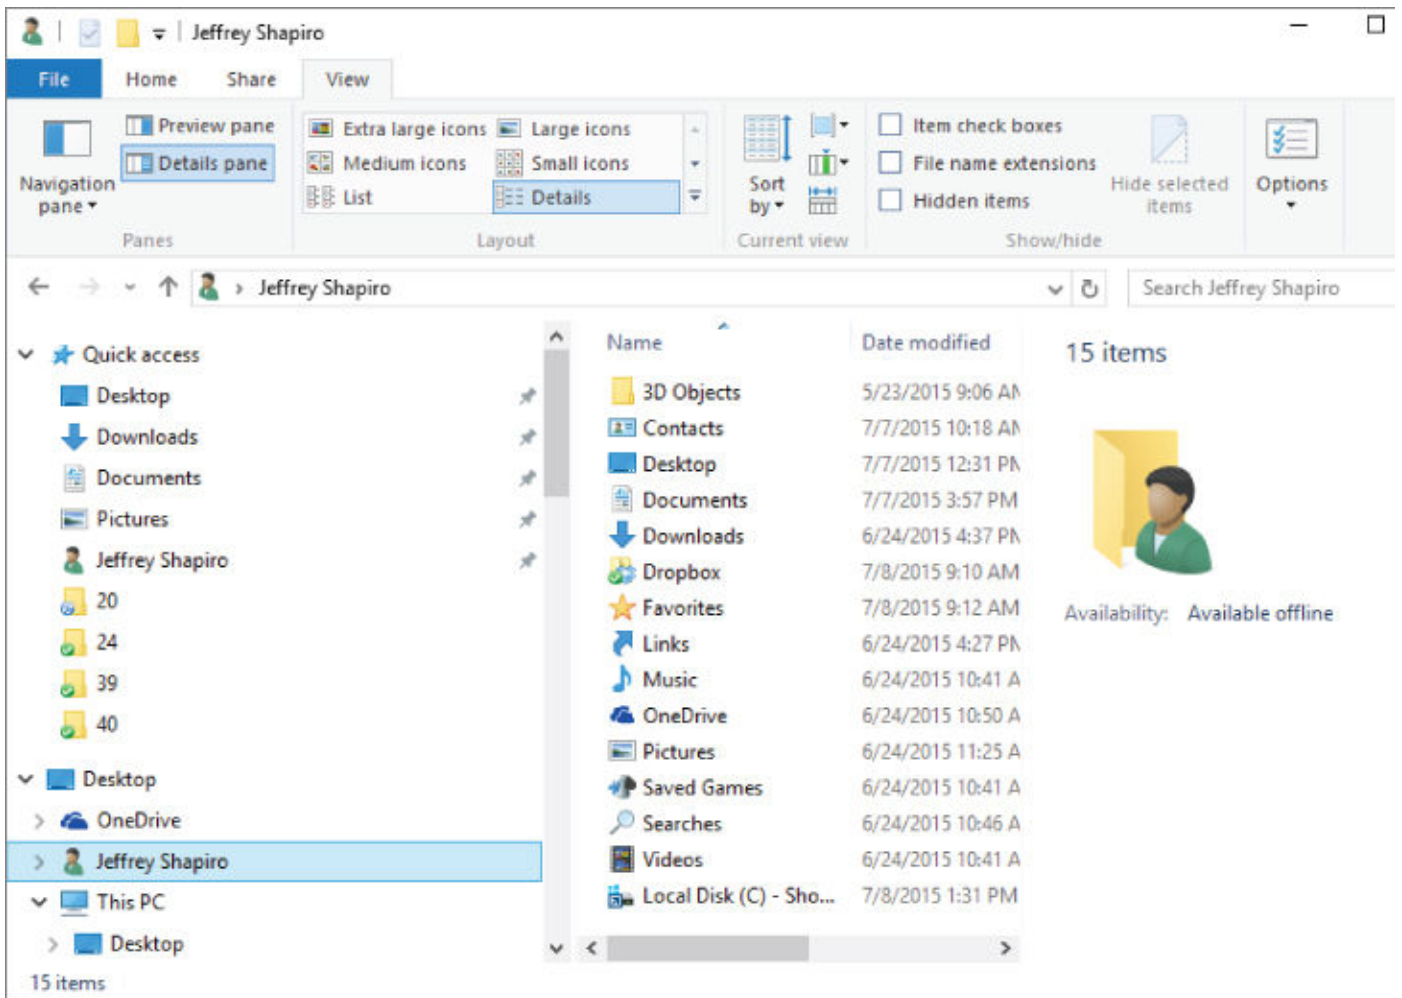 Jeffrey Shapiro
File Home Share View
Preview pane
Details pane
Navigation pane
Extra large icons Large icons
Medium icons Small icons
List Details
Sort by
Item check boxes
File name extensions
Hidden items
Hide selected items
Options
Panes Layout Current view Show/hide
Jeffrey Shapiro
Search Jeffrey Shapiro
Quick access
Desktop
Downloads
Documents
Pictures
Jeffrey Shapiro
20
24
39
40
Desktop
OneDrive
Jeffrey Shapiro
This PC
Desktop
Name Date modified
3D Objects 5/23/2015 9:06 AM
Contacts 7/7/2015 10:18 AM
Desktop 7/7/2015 12:31 PM
Documents 7/7/2015 3:57 PM
Downloads 6/24/2015 4:37 PM
Dropbox 7/8/2015 9:10 AM
Favorites 7/8/2015 9:12 AM
Links 6/24/2015 4:27 PM
Music 6/24/2015 10:41 A
OneDrive 6/24/2015 10:50 A
Pictures 6/24/2015 11:25 A
Saved Games 6/24/2015 10:41 A
Searches 6/24/2015 10:46 A
Videos 6/24/2015 10:41 A
Local Disk (C) - Sho... 7/8/2015 1:31 PM
15 items
Availability: Available offline
15 items